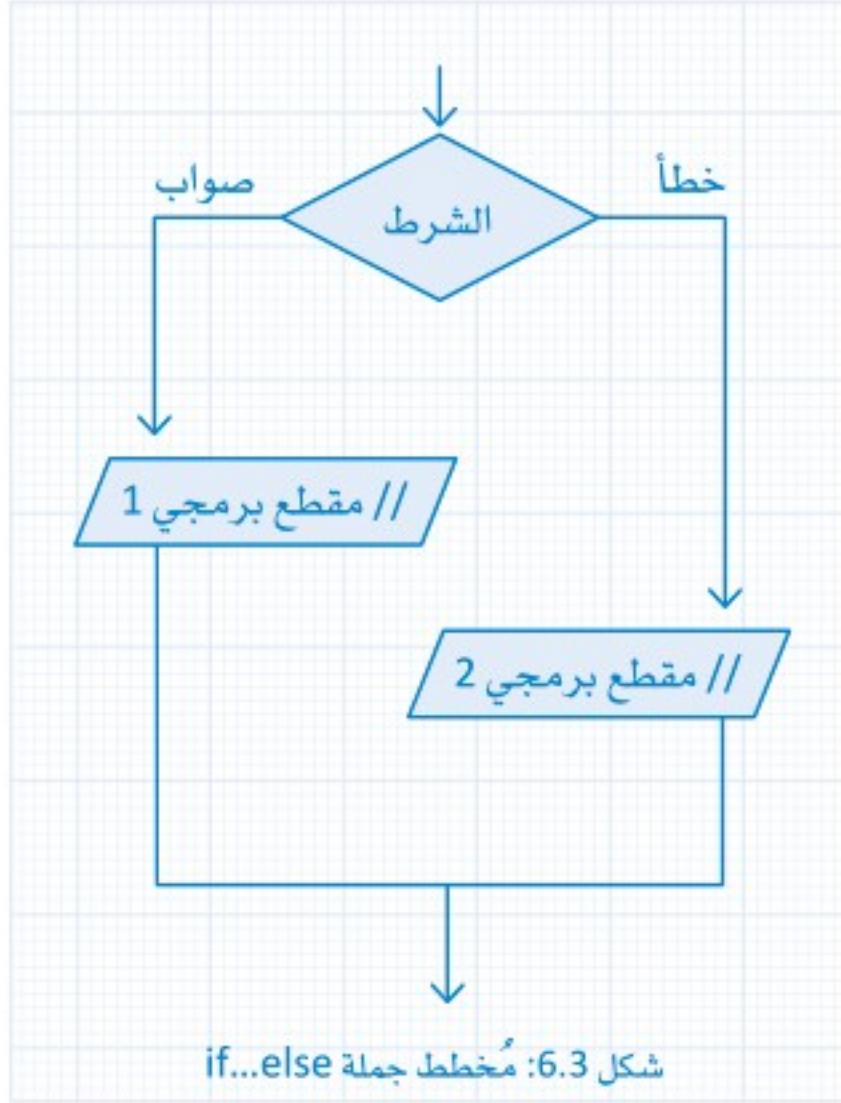 خطأ
صواب
الشرط
// مقطع برمجي 1
// مقطع برمجي 2
شكل 6.3: مُخطط جملة if...else